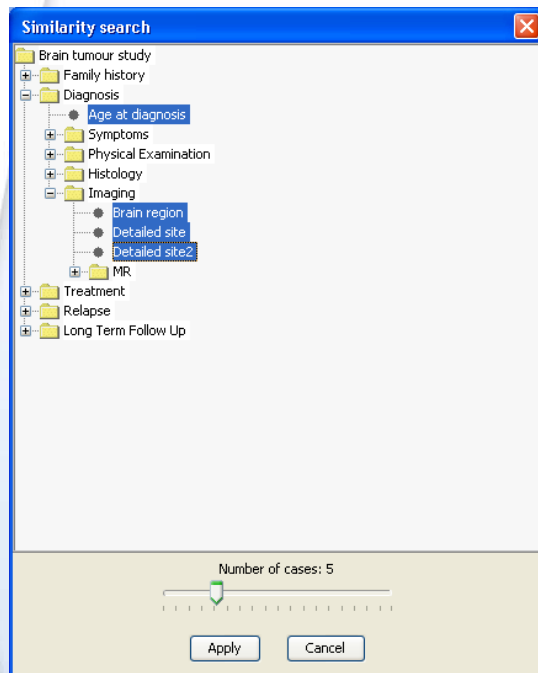 Similarity search
Brain tumour study
Family history
Diagnosis
Age at diagnosis
Symptoms
Physical Examination
Histology
Imaging
Brain region
Detailed site
Detailed site2
MR
Treatment
Relapse
Long Term Follow Up
Number of cases: 5
Apply Cancel